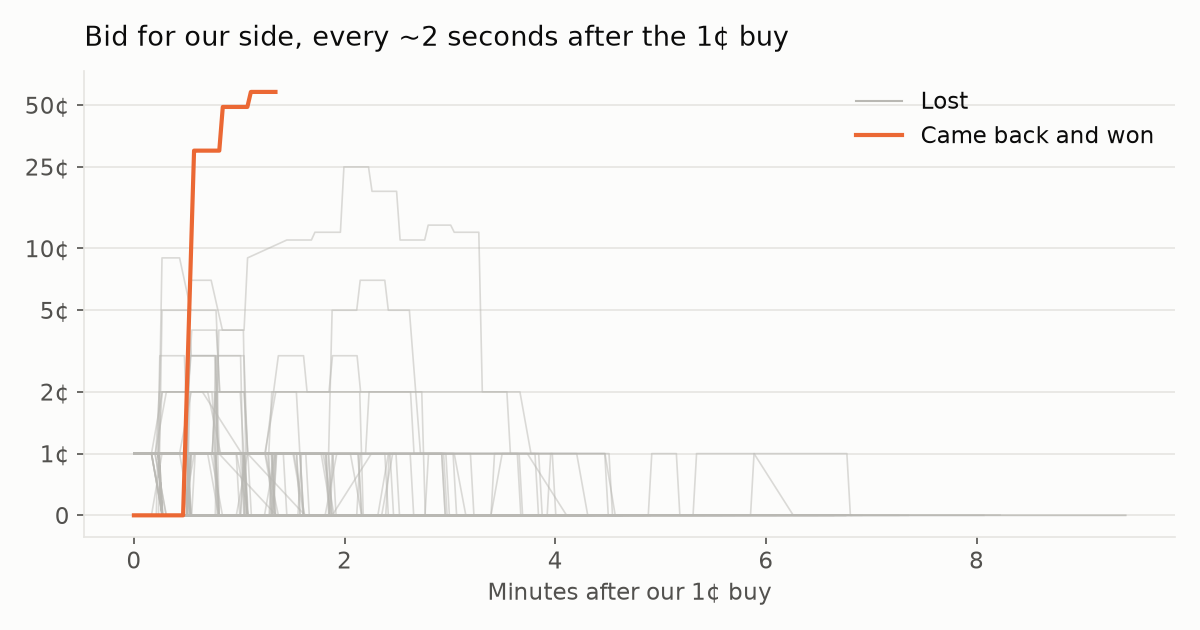 Bid for our side, every ~2 seconds after the 1¢ buy
50¢
25¢
10¢
5¢
2¢
1¢
0
Lost
Came back and won
0 2 4 6 8
Minutes after our 1¢ buy